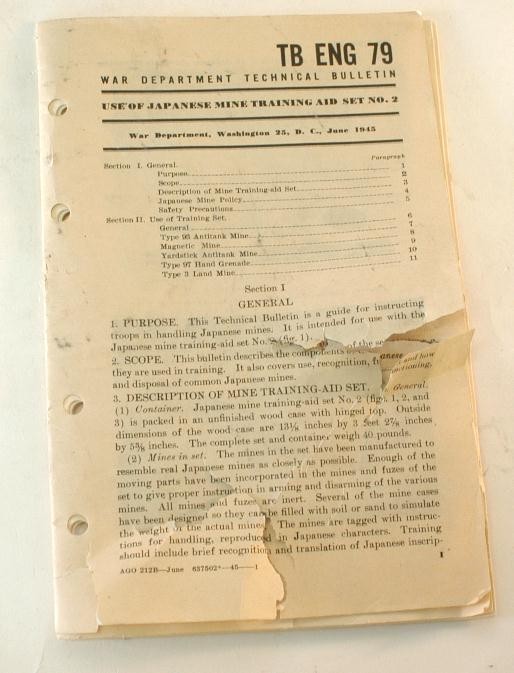 TB ENG 79
WAR DEPARTMENT TECHNICAL BULLETIN
USE OF JAPANESE MINE TRAINING AID SET NO. 2
War Department, Washington 25, D. C., June 1945
Paragraph
Section I. General.
Purpose 1
Scope 2
Description of Mine Training-aid Set 3
Japanese Mine Policy 4
Safety Precautions 5
Section II. Use of Training Set.
General 6
Type 93 Antitank Mine 7
Magnetic Mine 8
Yardstick Antitank Mine 9
Type 97 Hand Grenade 10
Type 3 Land Mine 11
Section I
GENERAL
1. PURPOSE. This Technical Bulletin is a guide for instructing
troops in handling Japanese mines. It is intended for use with the
Japanese mine training-aid set No. 2 (fig. 1).
2. SCOPE. This bulletin describes the components of the se
they are used in training. It also covers use, recognition, f
and how
and disposal of common Japanese mines.
3. DESCRIPTION OF MINE TRAINING-AID SET. General.
(1) Container. Japanese mine training-aid set No. 2 (figs. 1, 2, and
3) is packed in an unfinished wood case with hinged top. Outside
dimensions of the wood case are 13⅛ inches by 3 feet 2⅞ inches
by 5⅝ inches. The complete set and container weigh 40 pounds.
(2) Mines in set. The mines in the set have been manufactured to
resemble real Japanese mines as closely as possible. Enough of the
moving parts have been incorporated in the mines and fuzes of the
set to give proper instruction in arming and disarming of the various
mines. All mines and fuzes are inert. Several of the mine cases
have been designed so they can be filled with soil or sand to simulate
the weight of the actual mines. The mines are tagged with instruc-
tions for handling, reproduced in Japanese characters. Training
should include brief recognition and translation of Japanese inscrip-
AGO 212B—June 637502°—45——1
1